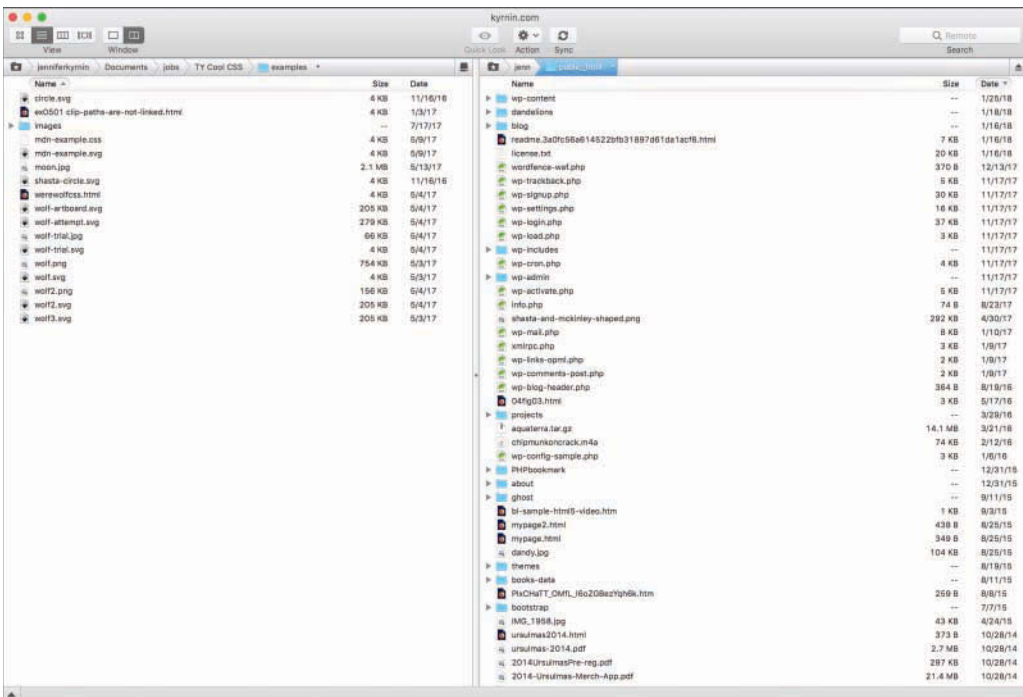 kyrnin.com
View Window Quick Look Action Sync Search
Remote
jenniferkyrnin Documents jobs TY Cool CSS examples
jenn public_html
Name Size Date
circle.svg 4 KB 11/16/16
ex0501 clip-paths-are-not-linked.html 4 KB 1/3/17
images -- 7/17/17
mdn-example.css 4 KB 5/9/17
mdn-example.svg 4 KB 5/9/17
moon.jpg 2.1 MB 5/13/17
shasta-circle.svg 4 KB 11/16/16
werewolfcss.html 4 KB 5/4/17
wolf-artboard.svg 205 KB 5/4/17
wolf-attempt.svg 279 KB 5/4/17
wolf-trial.jpg 66 KB 5/4/17
wolf-trial.svg 4 KB 5/4/17
wolf.png 754 KB 5/3/17
wolf.svg 4 KB 5/3/17
wolf2.png 156 KB 5/4/17
wolf2.svg 205 KB 5/4/17
wolf3.svg 205 KB 5/3/17
Name Size Date
wp-content -- 1/25/18
dandelions -- 1/18/18
blog -- 1/16/18
readme.3a0fc56a614522bfb31897d61da1acf6.html 7 KB 1/16/18
license.txt 20 KB 1/16/18
wordfence-waf.php 370 B 12/13/17
wp-trackback.php 5 KB 11/17/17
wp-signup.php 30 KB 11/17/17
wp-settings.php 16 KB 11/17/17
wp-login.php 37 KB 11/17/17
wp-load.php 3 KB 11/17/17
wp-includes -- 11/17/17
wp-cron.php 4 KB 11/17/17
wp-admin -- 11/17/17
wp-activate.php 5 KB 11/17/17
info.php 74 B 8/23/17
shasta-and-mckinley-shaped.png 292 KB 4/30/17
wp-mail.php 8 KB 1/10/17
xmlrpc.php 3 KB 1/9/17
wp-links-opml.php 2 KB 1/9/17
wp-comments-post.php 2 KB 1/9/17
wp-blog-header.php 364 B 8/19/16
04fig03.html 3 KB 5/17/16
projects -- 3/29/16
aquaterra.tar.gz 14.1 MB 3/21/16
chipmunkoncrack.m4a 74 KB 2/12/16
wp-config-sample.php 3 KB 1/6/16
PHPbookmark -- 12/31/15
about -- 12/31/15
ghost -- 9/11/15
bl-sample-html5-video.htm 1 KB 9/3/15
mypage2.html 438 B 8/25/15
mypage.html 349 B 8/25/15
dandy.jpg 104 KB 8/25/15
themes -- 8/19/15
books-data -- 8/11/15
259 B 8/8/15
bootstrap -- 7/7/15
IMG_1958.jpg 43 KB 4/24/15
ursulmas2014.html 373 B 10/28/14
ursulmas-2014.pdf 2.7 MB 10/28/14
2014UrsulmasPre-reg.pdf 297 KB 10/28/14
2014-Ursulmas-Merch-App.pdf 21.4 MB 10/28/14